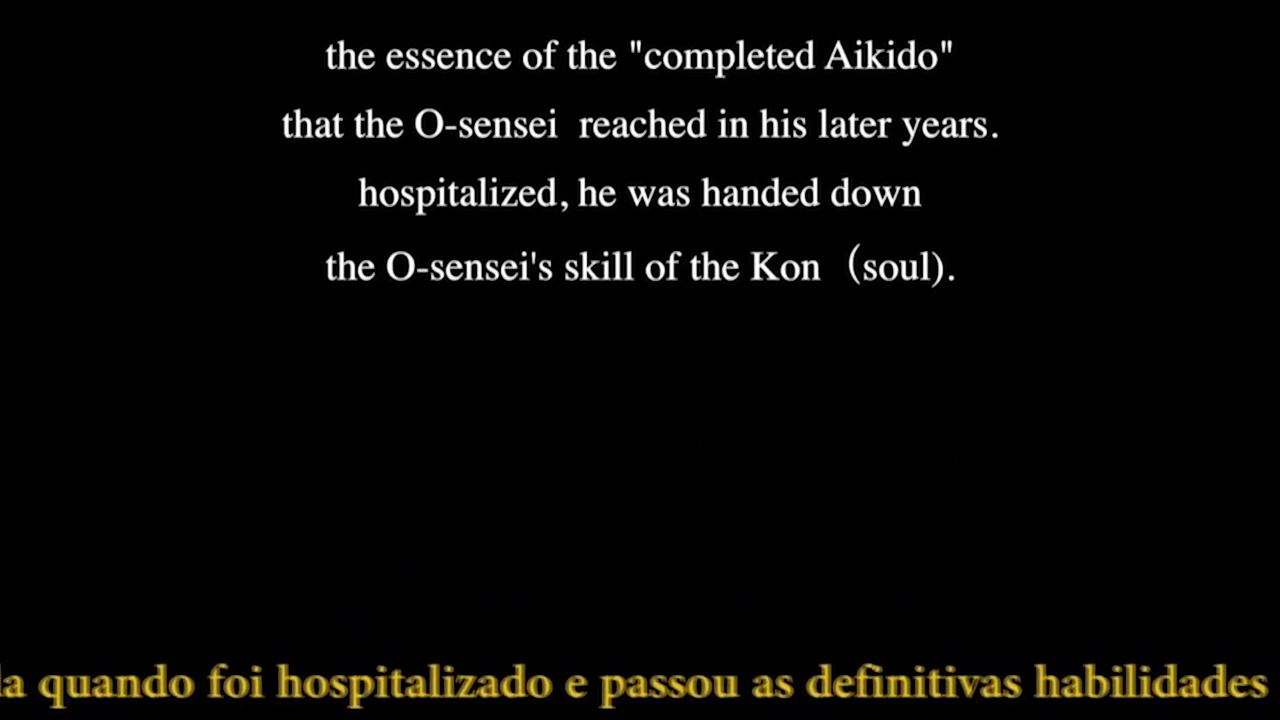 the essence of the "completed Aikido"
that the O-sensei  reached in his later years.
hospitalized, he was handed down
the O-sensei's skill of the Kon （soul).
quando foi hospitalizado e passou as definitivas habilidades